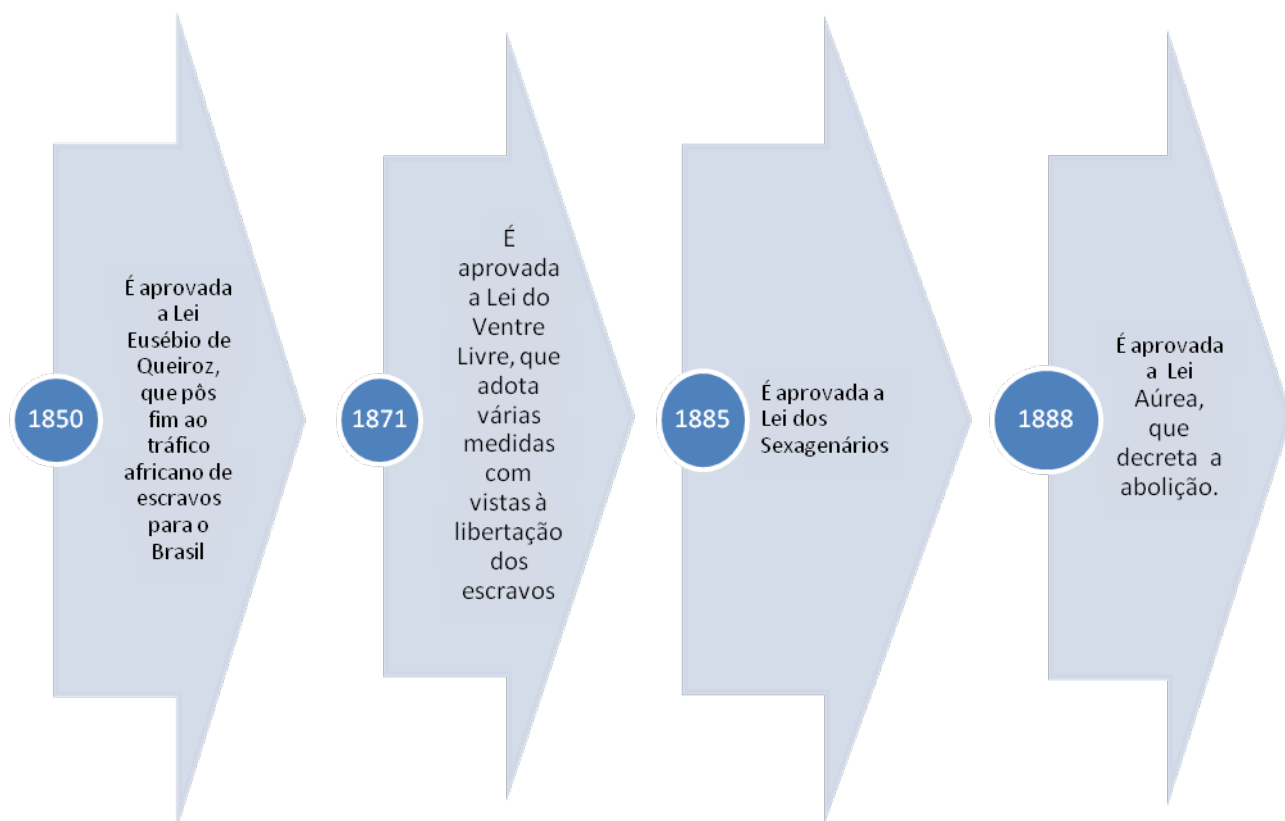 1850
É aprovada
a Lei
Eusébio de
Queiroz,
que pôs
fim ao
tráfico
africano de
escravos
para o
Brasil
1871
É
aprovada
a Lei do
Ventre
Livre, que
adota
várias
medidas
com
vistas à
libertação
dos
escravos
1885
É aprovada a
Lei dos
Sexagenários
1888
É aprovada
a Lei
Aúrea,
que
decreta a
abolição.